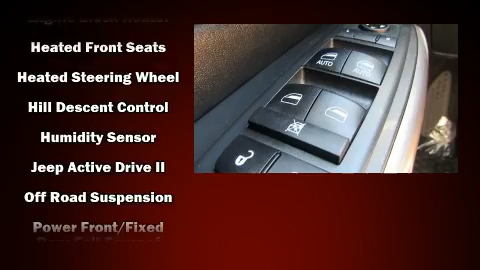 Heated Front Seats
Heated Steering Wheel
Hill Descent Control
Humidity Sensor
Jeep Active Drive II
Off Road Suspension
Power Front/Fixed
AUTO
AUTO